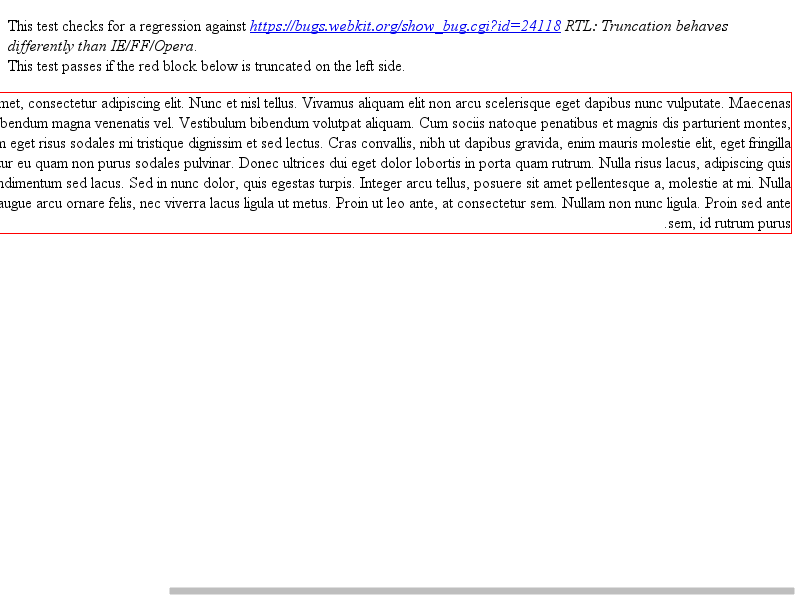 This test checks for a regression against https://bugs.webkit.org/show_bug.cgi?id=24118 RTL: Truncation behaves
differently than IE/FF/Opera.
This test passes if the red block below is truncated on the left side.
met, consectetur adipiscing elit. Nunc et nisl tellus. Vivamus aliquam elit non arcu scelerisque eget dapibus nunc vulputate. Maecenas
bendum magna venenatis vel. Vestibulum bibendum volutpat aliquam. Cum sociis natoque penatibus et magnis dis parturient montes,
eget risus sodales mi tristique dignissim et sed lectus. Cras convallis, nibh ut dapibus gravida, enim mauris molestie elit, eget fringilla
ur eu quam non purus sodales pulvinar. Donec ultrices dui eget dolor lobortis in porta quam rutrum. Nulla risus lacus, adipiscing quis
ndimentum sed lacus. Sed in nunc dolor, quis egestas turpis. Integer arcu tellus, posuere sit amet pellentesque a, molestie at mi. Nulla
augue arcu ornare felis, nec viverra lacus ligula ut metus. Proin ut leo ante, at consectetur sem. Nullam non nunc ligula. Proin sed ante
.sem, id rutrum purus